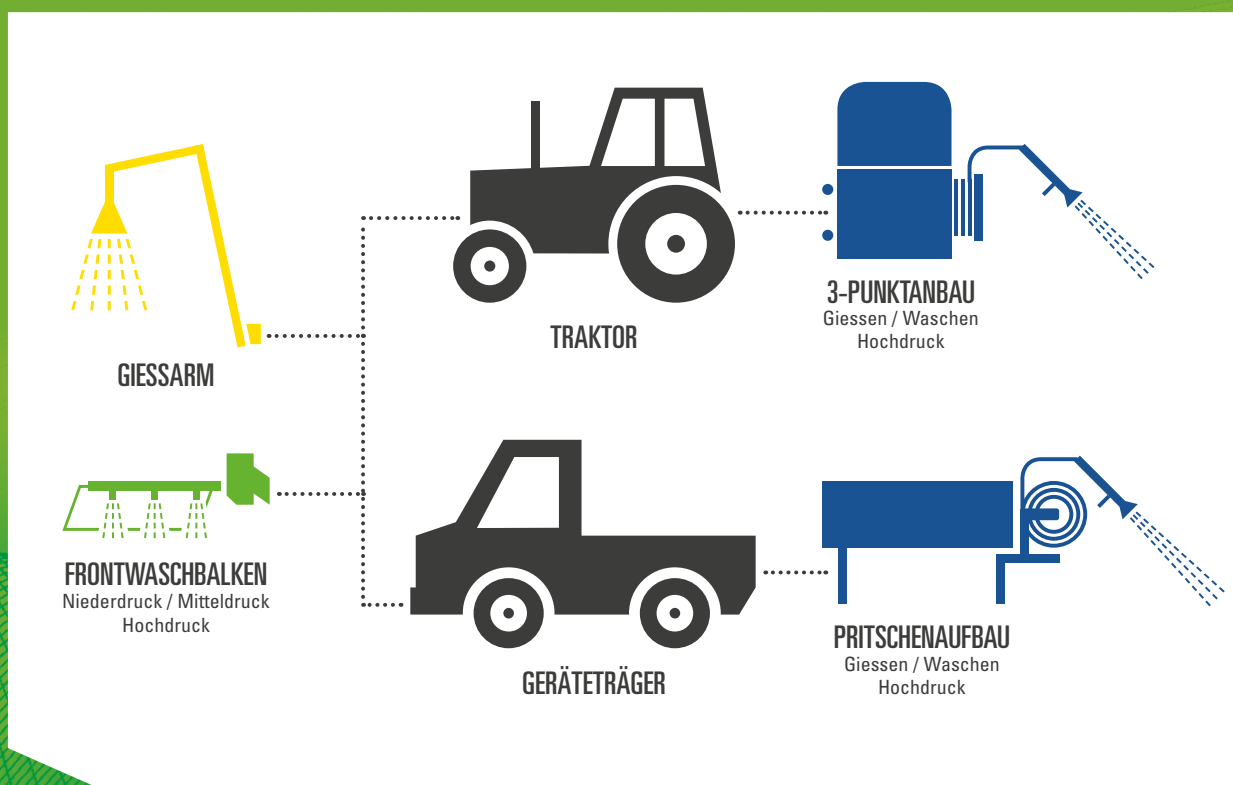 GIESSARM
FRONTWASCHBALKEN
Niederdruck / Mitteldruck
Hochdruck
TRAKTOR
GERÄTETRÄGER
3-PUNKTANBAU
Giessen / Waschen
Hochdruck
PRITSCHENAUFBAU
Giessen / Waschen
Hochdruck